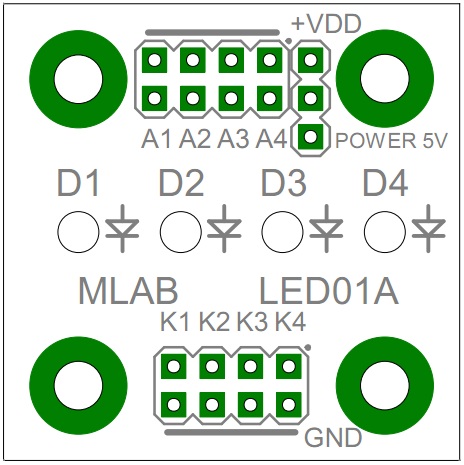 +VDD
A1 A2 A3 A4 POWER 5V
D1 D2 D3 D4
MLAB LED01A
K1 K2 K3 K4
GND